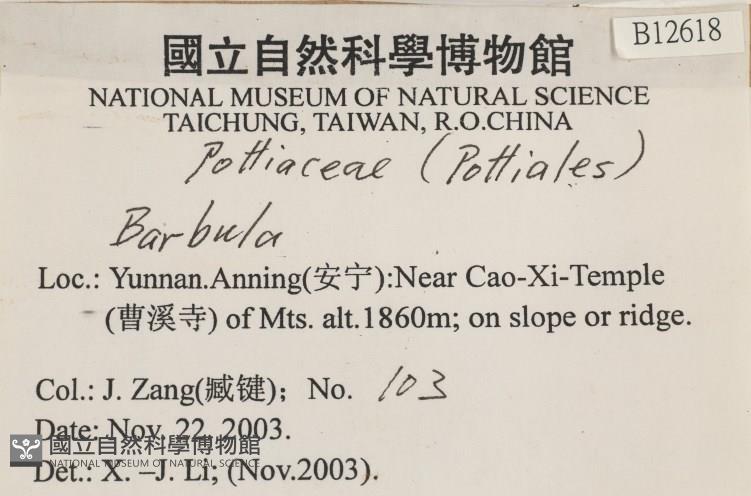 B12618
國立自然科學博物館
NATIONAL MUSEUM OF NATURAL SCIENCE
TAICHUNG, TAIWAN, R.O.CHINA
Pottiaceae (Pottiales)
Barbula
Loc.: Yunnan.Anning(安宁):Near Cao-Xi-Temple
(曹溪寺) of Mts. alt.1860m; on slope or ridge.
Col.: J. Zang(臧键); No. 103
Date: Nov. 22, 2003.
國立自然科學博物館
NATIONAL MUSEUM OF NATURAL SCIENCE
Det.: X. –J. Li; (Nov.2003).